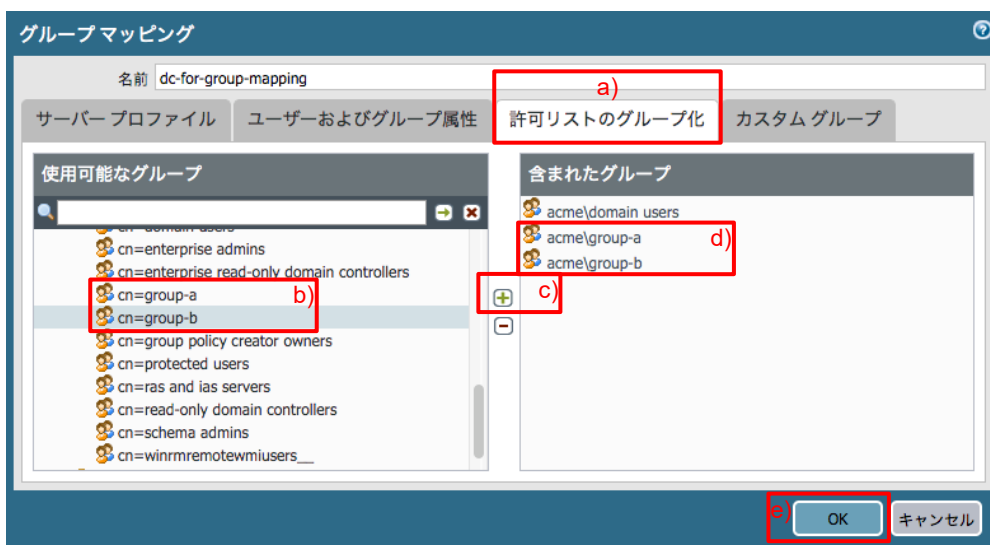 グループ マッピング
名前 dc-for-group-mapping
a)
サーバー プロファイル ユーザーおよびグループ属性 許可リストのグループ化 カスタム グループ
使用可能なグループ
cn=domain users
cn=enterprise admins
cn=enterprise read-only domain controllers
cn=group-a
b)
cn=group-b
cn=group policy creator owners
cn=protected users
cn=ras and ias servers
cn=read-only domain controllers
cn=schema admins
cn=winrmremotewmiusers__
c)
含まれたグループ
acme\domain users
acme\group-a
d)
acme\group-b
e)
OK
キャンセル